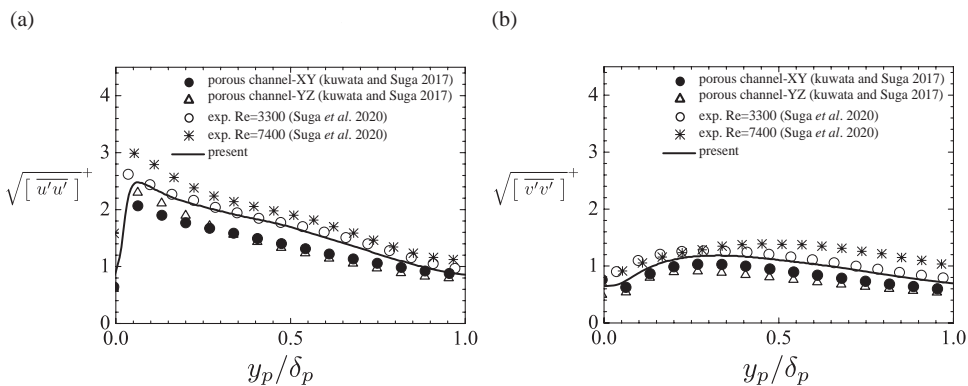 (a)
porous channel-XY (kuwata and Suga 2017)
porous channel-YZ (kuwata and Suga 2017)
exp. Re=3300 (Suga et al. 2020)
exp. Re=7400 (Suga et al. 2020)
present
√[ u'u' ]⁺
4
3
2
1
0
0.0
0.5
1.0
y_p/δ_p
(b)
porous channel-XY (kuwata and Suga 2017)
porous channel-YZ (kuwata and Suga 2017)
exp. Re=3300 (Suga et al. 2020)
exp. Re=7400 (Suga et al. 2020)
present
√[ v'v' ]⁺
4
3
2
1
0
0.0
0.5
1.0
y_p/δ_p